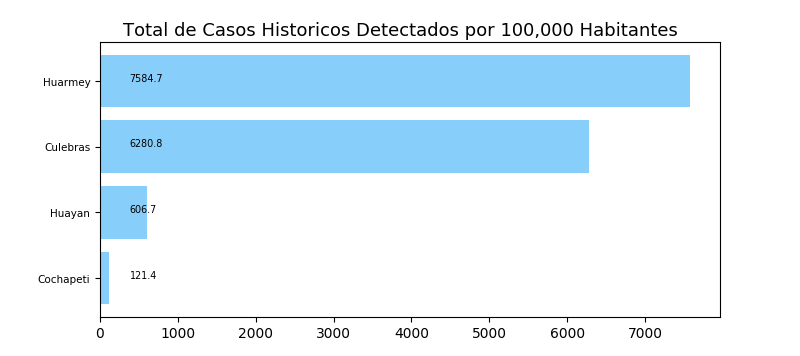 Total de Casos Historicos Detectados por 100,000 Habitantes
Huarmey 7584.7
Culebras 6280.8
Huayan 606.7
Cochapeti 121.4
0 1000 2000 3000 4000 5000 6000 7000